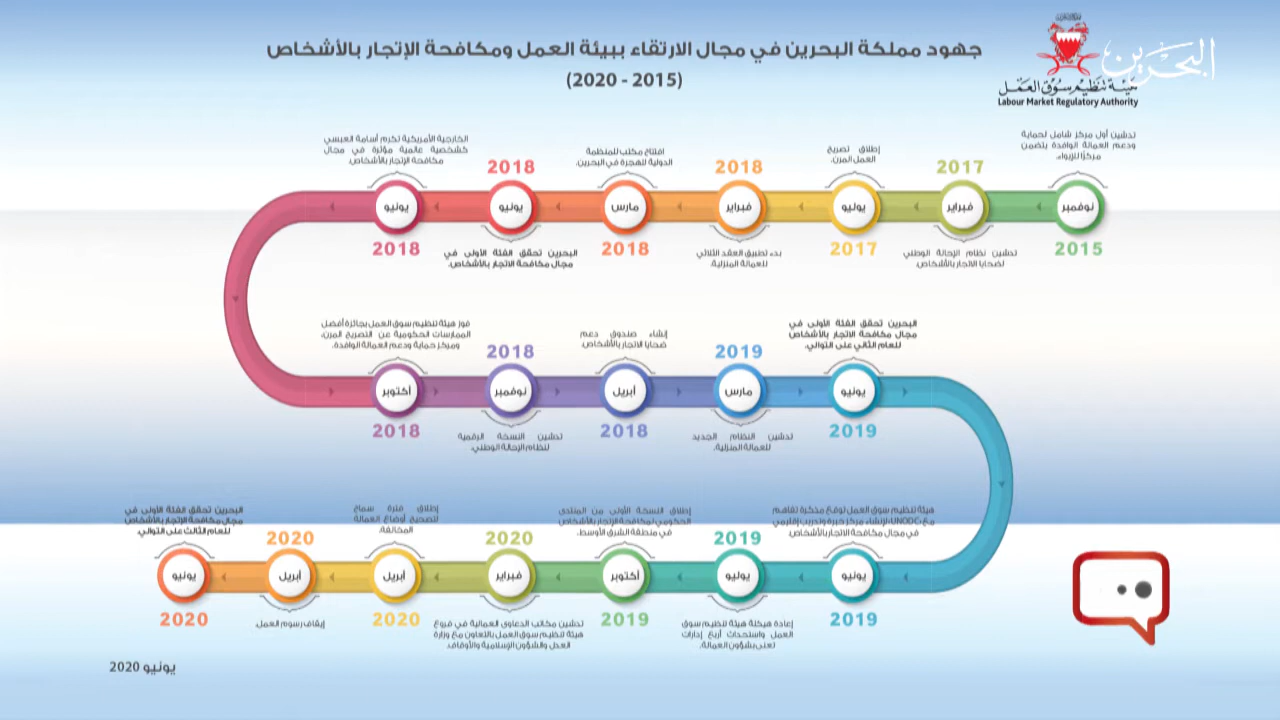 جهود مملكة البحرين في مجال الارتقاء ببيئة العمل ومكافحة الإتجار بالأشخاص
(2015 - 2020)
البحرين
هيئة تنظيم سوق العمل
Labour Market Regulatory Authority
تدشين أول مركز شامل لحماية
ودعم العمالة الوافدة يتضمن
مركزًا للإيواء.
نوفمبر
2015
2017
فبراير
تدشين نظام الإحالة الوطني
لضحايا الاتجار بالأشخاص.
إطلاق تصريح
العمل المرن.
يوليو
2017
2018
فبراير
بدء تطبيق العقد الثلاثي
للعمالة المنزلية.
افتتاح مكتب للمنظمة
الدولية للهجرة في البحرين.
مارس
2018
2018
يونيو
البحرين تحقق الفئة الأولى في
مجال مكافحة الاتجار بالأشخاص.
الخارجية الأمريكية تكرم أسامة العبسي
كشخصية عالمية مؤثرة في مجال
مكافحة الإتجار بالأشخاص.
يونيو
2018
فوز هيئة تنظيم سوق العمل بجائزة أفضل
الممارسات الحكومية عن التصريح المرن،
ومركز حماية ودعم العمالة الوافدة.
أكتوبر
2018
2018
نوفمبر
تدشين النسخة الرقمية
لنظام الإحالة الوطني.
إنشاء صندوق دعم
ضحايا الاتجار بالأشخاص.
أبريل
2018
2019
مارس
تدشين النظام الجديد
للعمالة المنزلية.
البحرين تحقق الفئة الأولى في
مجال مكافحة الاتجار بالأشخاص
للعام الثاني على التوالي.
يونيو
2019
هيئة تنظيم سوق العمل توقع مذكرة تفاهم
مع UNODC؛ لإنشاء مركز خبرة وتدريب إقليمي
في مجال مكافحة الاتجار بالأشخاص.
يونيو
2019
2019
يوليو
إعادة هيكلة هيئة تنظيم سوق
العمل واستحداث أربع إدارات
تعنى بشؤون العمالة.
إطلاق النسخة الأولى من المنتدى
الحكومي لمكافحة الإتجار بالأشخاص
في منطقة الشرق الأوسط.
أكتوبر
2019
2020
فبراير
تدشين مكاتب الدعاوى العمالية في فروع
هيئة تنظيم سوق العمل بالتعاون مع وزارة
العدل والشؤون الإسلامية والأوقاف.
إطلاق فترة سماح
لتصحيح أوضاع العمالة
المخالفة.
أبريل
2020
2020
أبريل
إيقاف رسوم العمل.
البحرين تحقق الفئة الأولى في
مجال مكافحة الإتجار بالأشخاص
للعام الثالث على التوالي.
يونيو
2020
يونيو 2020